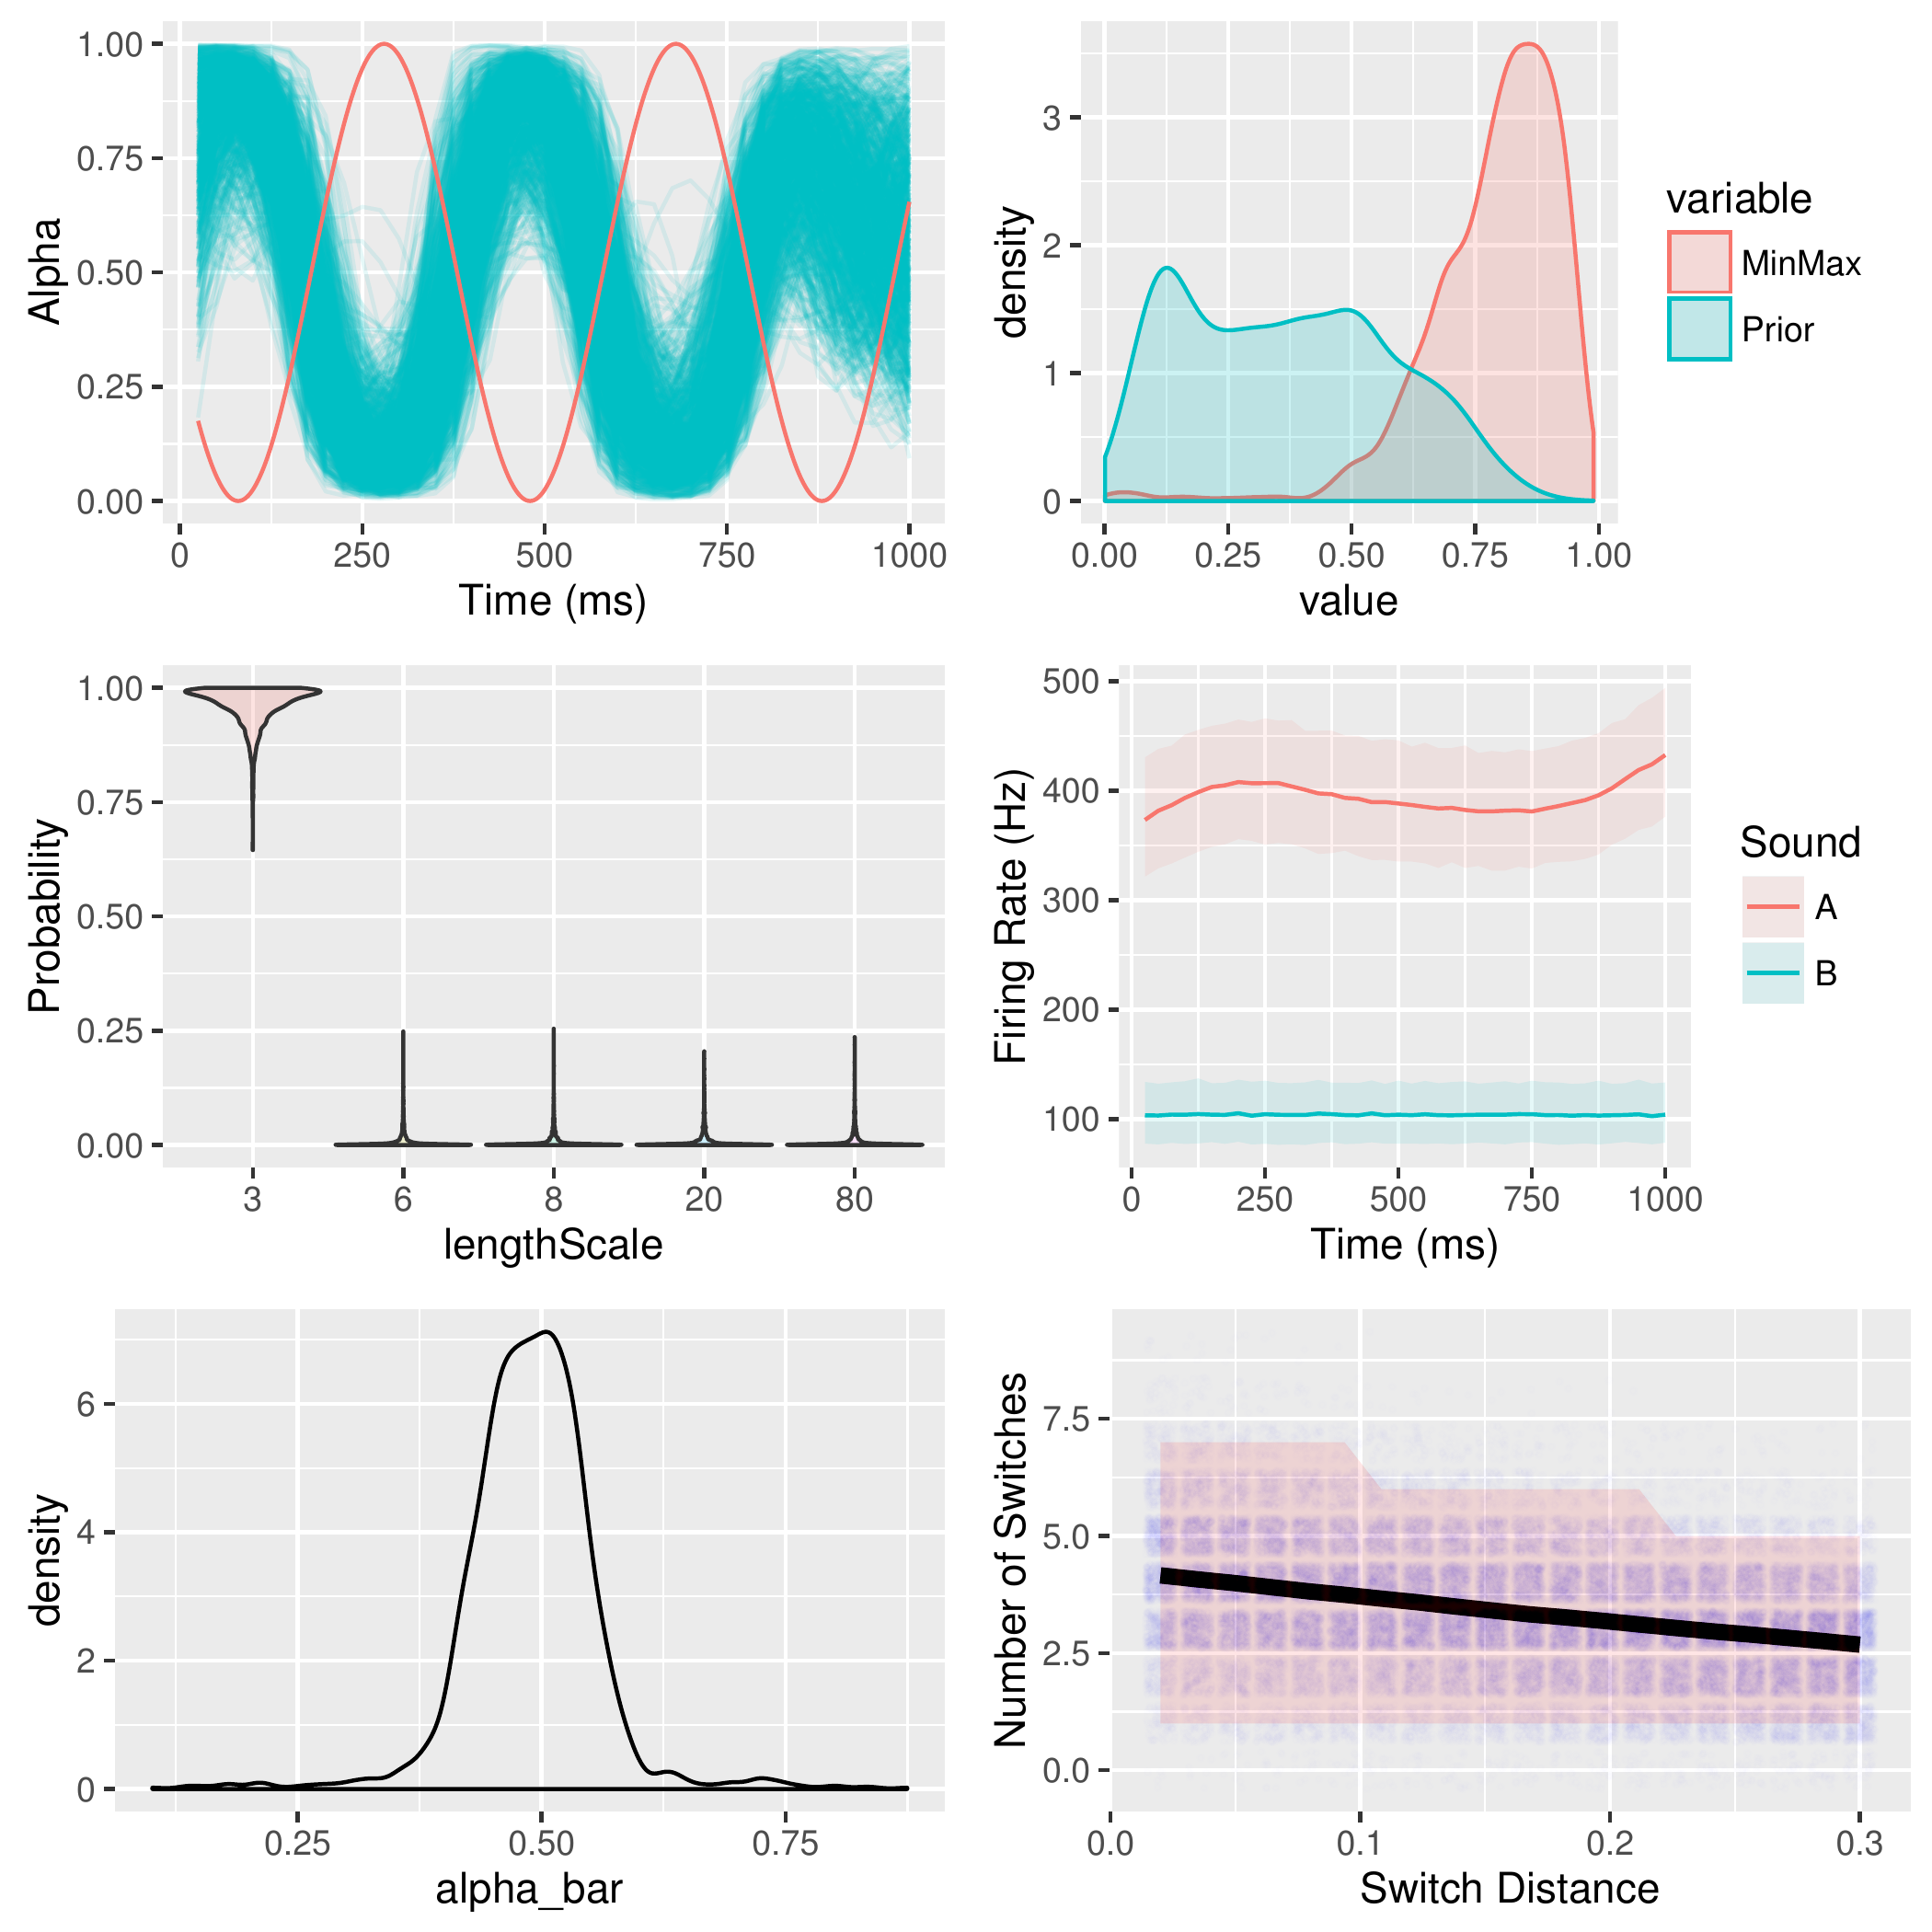 1.00
0.75
0.50
0.25
0.00
Alpha
0 250 500 750 1000
Time (ms)
3
2
1
0
density
0.00 0.25 0.50 0.75 1.00
value
variable
MinMax
Prior
1.00
0.75
0.50
0.25
0.00
Probability
3 6 8 20 80
lengthScale
500
400
300
200
100
Firing Rate (Hz)
0 250 500 750 1000
Time (ms)
Sound
A
B
6
4
2
0
density
0.25 0.50 0.75
alpha_bar
7.5
5.0
2.5
0.0
Number of Switches
0.0 0.1 0.2 0.3
Switch Distance